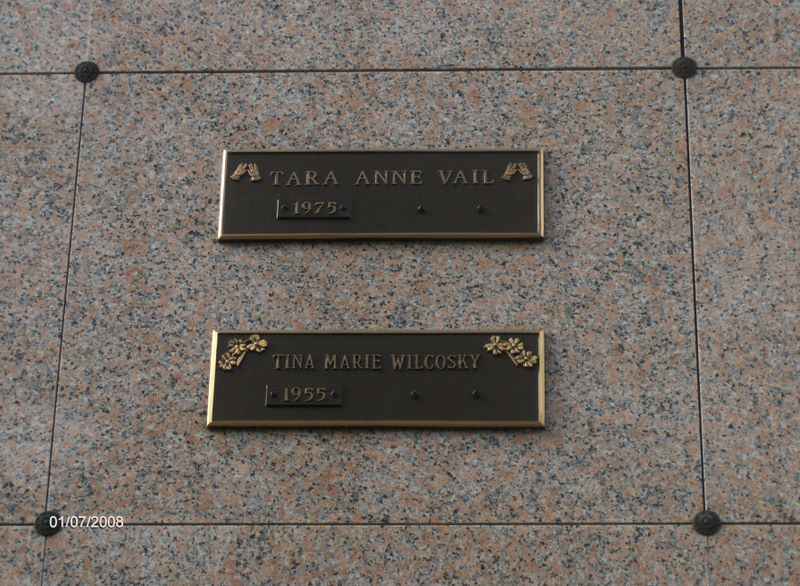 TARA ANNE VAIL
1975
TINA MARIE WILCOSKY
1955
01/07/2008